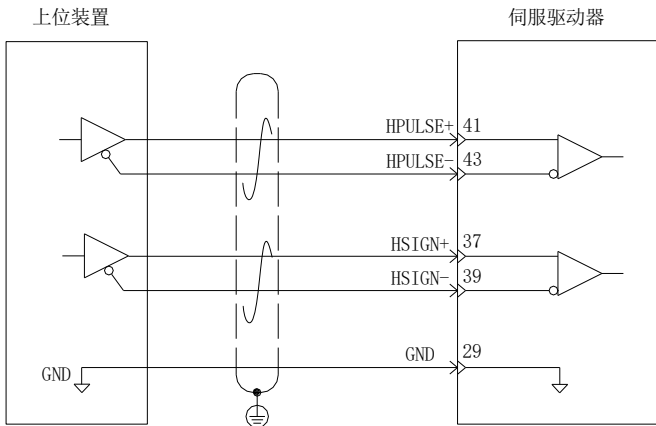 上位装置
伺服驱动器
HPULSE+ 41
HPULSE- 43
HSIGN+ 37
HSIGN- 39
GND 29
GND